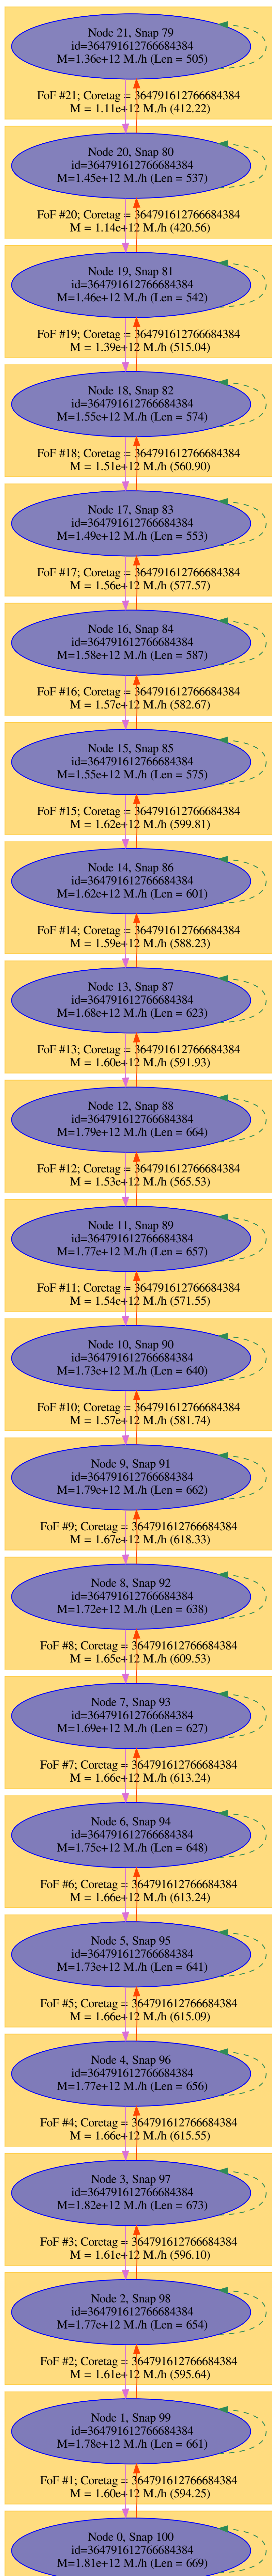 Node 21, Snap 79
id=364791612766684384
M=1.36e+12 M./h (Len = 505)
FoF #21; Coretag = 364791612766684384
M = 1.11e+12 M./h (412.22)
Node 20, Snap 80
id=364791612766684384
M=1.45e+12 M./h (Len = 537)
FoF #20; Coretag = 364791612766684384
M = 1.14e+12 M./h (420.56)
Node 19, Snap 81
id=364791612766684384
M=1.46e+12 M./h (Len = 542)
FoF #19; Coretag = 364791612766684384
M = 1.39e+12 M./h (515.04)
Node 18, Snap 82
id=364791612766684384
M=1.55e+12 M./h (Len = 574)
FoF #18; Coretag = 364791612766684384
M = 1.51e+12 M./h (560.90)
Node 17, Snap 83
id=364791612766684384
M=1.49e+12 M./h (Len = 553)
FoF #17; Coretag = 364791612766684384
M = 1.56e+12 M./h (577.57)
Node 16, Snap 84
id=364791612766684384
M=1.58e+12 M./h (Len = 587)
FoF #16; Coretag = 364791612766684384
M = 1.57e+12 M./h (582.67)
Node 15, Snap 85
id=364791612766684384
M=1.55e+12 M./h (Len = 575)
FoF #15; Coretag = 364791612766684384
M = 1.62e+12 M./h (599.81)
Node 14, Snap 86
id=364791612766684384
M=1.62e+12 M./h (Len = 601)
FoF #14; Coretag = 364791612766684384
M = 1.59e+12 M./h (588.23)
Node 13, Snap 87
id=364791612766684384
M=1.68e+12 M./h (Len = 623)
FoF #13; Coretag = 364791612766684384
M = 1.60e+12 M./h (591.93)
Node 12, Snap 88
id=364791612766684384
M=1.79e+12 M./h (Len = 664)
FoF #12; Coretag = 364791612766684384
M = 1.53e+12 M./h (565.53)
Node 11, Snap 89
id=364791612766684384
M=1.77e+12 M./h (Len = 657)
FoF #11; Coretag = 364791612766684384
M = 1.54e+12 M./h (571.55)
Node 10, Snap 90
id=364791612766684384
M=1.73e+12 M./h (Len = 640)
FoF #10; Coretag = 364791612766684384
M = 1.57e+12 M./h (581.74)
Node 9, Snap 91
id=364791612766684384
M=1.79e+12 M./h (Len = 662)
FoF #9; Coretag = 364791612766684384
M = 1.67e+12 M./h (618.33)
Node 8, Snap 92
id=364791612766684384
M=1.72e+12 M./h (Len = 638)
FoF #8; Coretag = 364791612766684384
M = 1.65e+12 M./h (609.53)
Node 7, Snap 93
id=364791612766684384
M=1.69e+12 M./h (Len = 627)
FoF #7; Coretag = 364791612766684384
M = 1.66e+12 M./h (613.24)
Node 6, Snap 94
id=364791612766684384
M=1.75e+12 M./h (Len = 648)
FoF #6; Coretag = 364791612766684384
M = 1.66e+12 M./h (613.24)
Node 5, Snap 95
id=364791612766684384
M=1.73e+12 M./h (Len = 641)
FoF #5; Coretag = 364791612766684384
M = 1.66e+12 M./h (615.09)
Node 4, Snap 96
id=364791612766684384
M=1.77e+12 M./h (Len = 656)
FoF #4; Coretag = 364791612766684384
M = 1.66e+12 M./h (615.55)
Node 3, Snap 97
id=364791612766684384
M=1.82e+12 M./h (Len = 673)
FoF #3; Coretag = 364791612766684384
M = 1.61e+12 M./h (596.10)
Node 2, Snap 98
id=364791612766684384
M=1.77e+12 M./h (Len = 654)
FoF #2; Coretag = 364791612766684384
M = 1.61e+12 M./h (595.64)
Node 1, Snap 99
id=364791612766684384
M=1.78e+12 M./h (Len = 661)
FoF #1; Coretag = 364791612766684384
M = 1.60e+12 M./h (594.25)
Node 0, Snap 100
id=364791612766684384
M=1.81e+12 M./h (Len = 669)